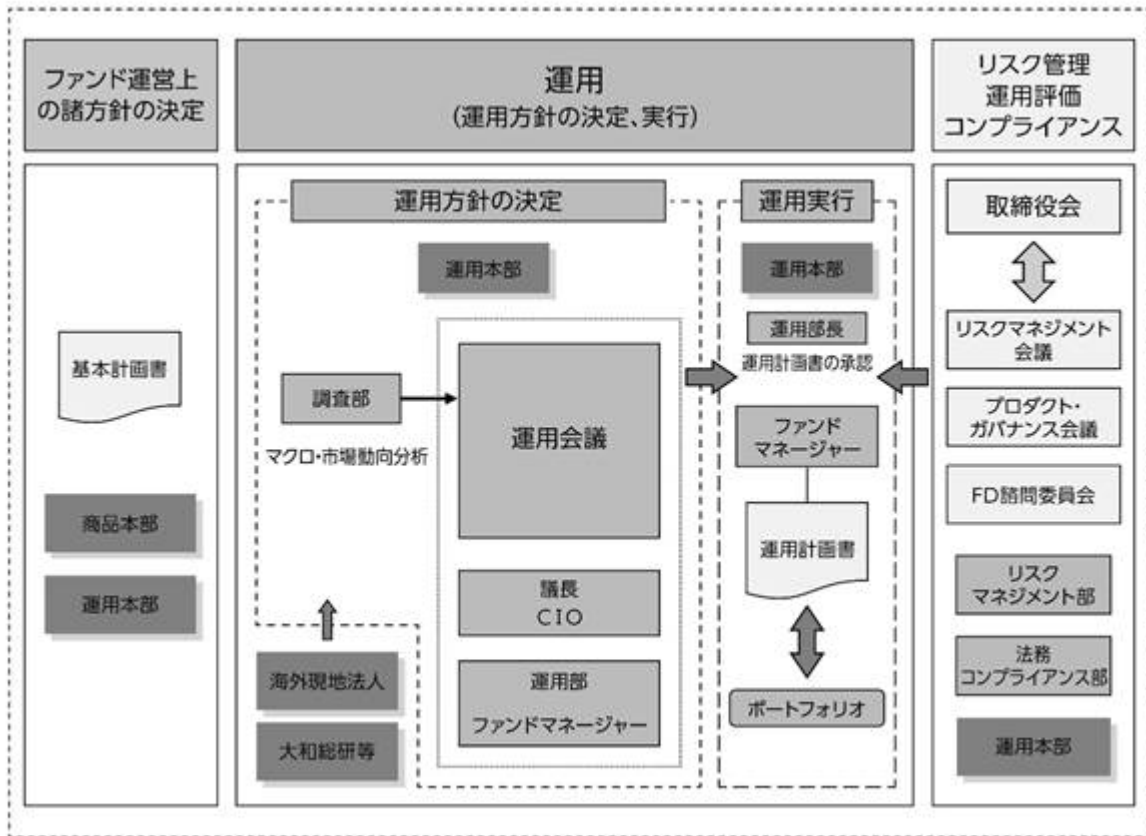 ファンド運営上
の諸方針の決定
運用
(運用方針の決定、実行)
リスク管理
運用評価
コンプライアンス
基本計画書
商品本部
運用本部
運用方針の決定
運用本部
調査部
マクロ・市場動向分析
運用会議
議長
CIO
運用部
ファンドマネージャー
海外現地法人
大和総研等
運用実行
運用本部
運用部長
運用計画書の承認
ファンド
マネージャー
運用計画書
ポートフォリオ
取締役会
リスクマネジメント
会議
プロダクト・
ガバナンス会議
FD諮問委員会
リスク
マネジメント部
法務
コンプライアンス部
運用本部